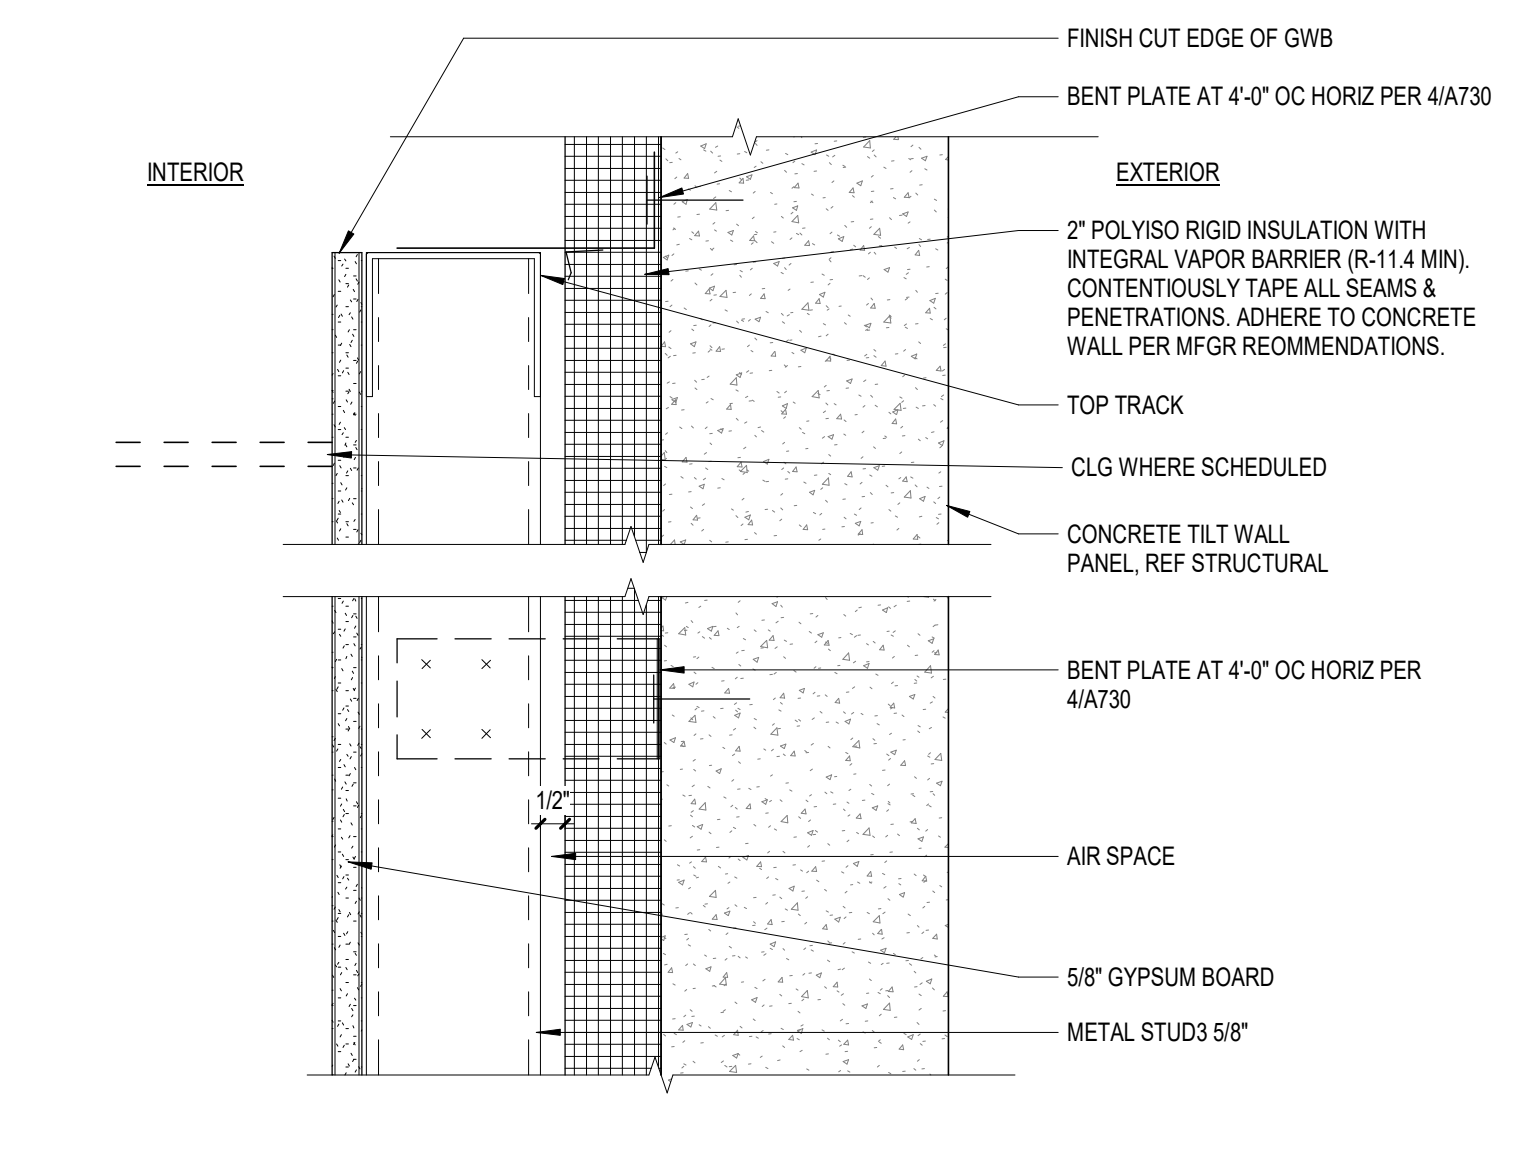 FINISH CUT EDGE OF GWB
BENT PLATE AT 4'-0" OC HORIZ PER 4/A730
INTERIOR
EXTERIOR
2" POLYISO RIGID INSULATION WITH
INTEGRAL VAPOR BARRIER (R-11.4 MIN).
CONTENTIOUSLY TAPE ALL SEAMS &
PENETRATIONS. ADHERE TO CONCRETE
WALL PER MFGR REOMMENDATIONS.
TOP TRACK
CLG WHERE SCHEDULED
CONCRETE TILT WALL
PANEL, REF STRUCTURAL
BENT PLATE AT 4'-0" OC HORIZ PER
4/A730
1/2"
AIR SPACE
5/8" GYPSUM BOARD
METAL STUD3 5/8"